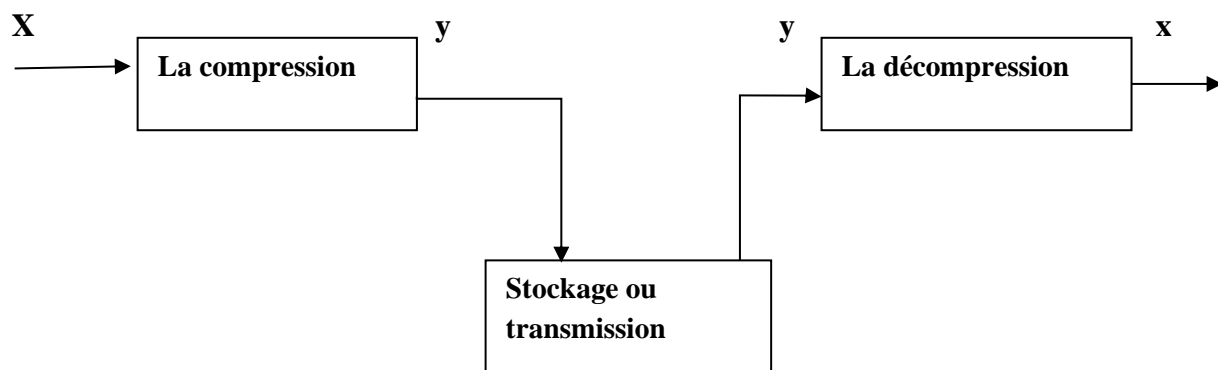 X
y
y
x
La compression
La décompression
Stockage ou
transmission